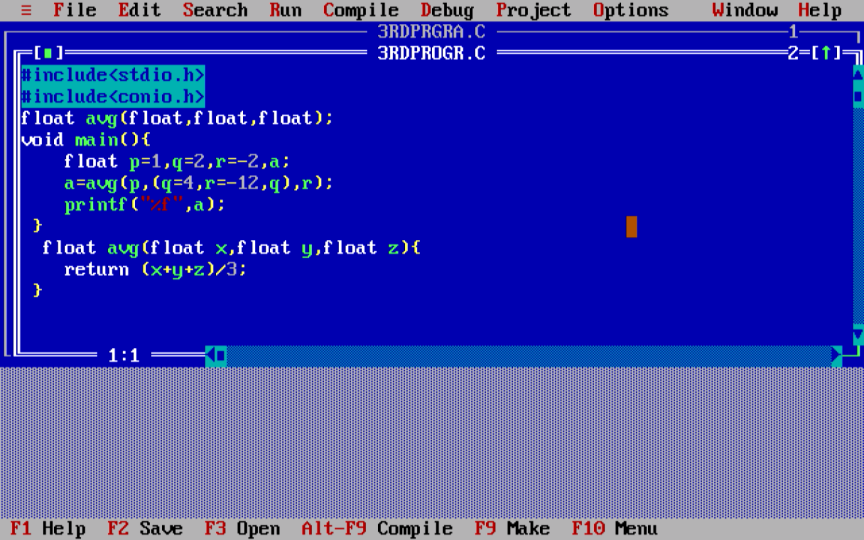 ≡ File Edit Search Run Compile Debug Project Options Window Help
3RDPRGRA.C 1
[■] 3RDPROGR.C 2=[↑]
#include<stdio.h>
#include<conio.h>
float avg(float,float,float);
void main(){
float p=1,q=2,r=-2,a;
a=avg(p,(q=4,r=-12,q),r);
printf("%f",a);
}
float avg(float x,float y,float z){
return (x+y+z)/3;
}
1:1
F1 Help F2 Save F3 Open Alt-F9 Compile F9 Make F10 Menu